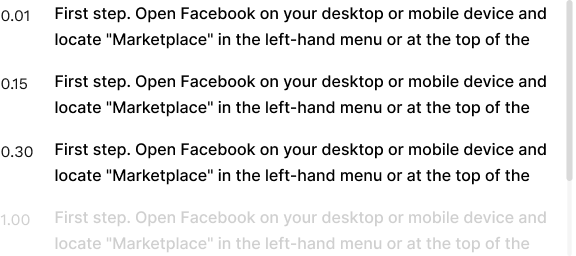 0.01 First step. Open Facebook on your desktop or mobile device and
locate "Marketplace" in the left-hand menu or at the top of the
0.15 First step. Open Facebook on your desktop or mobile device and
locate "Marketplace" in the left-hand menu or at the top of the
0.30 First step. Open Facebook on your desktop or mobile device and
locate "Marketplace" in the left-hand menu or at the top of the
1.00 First step. Open Facebook on your desktop or mobile device and
locate "Marketplace" in the left-hand menu or at the top of the